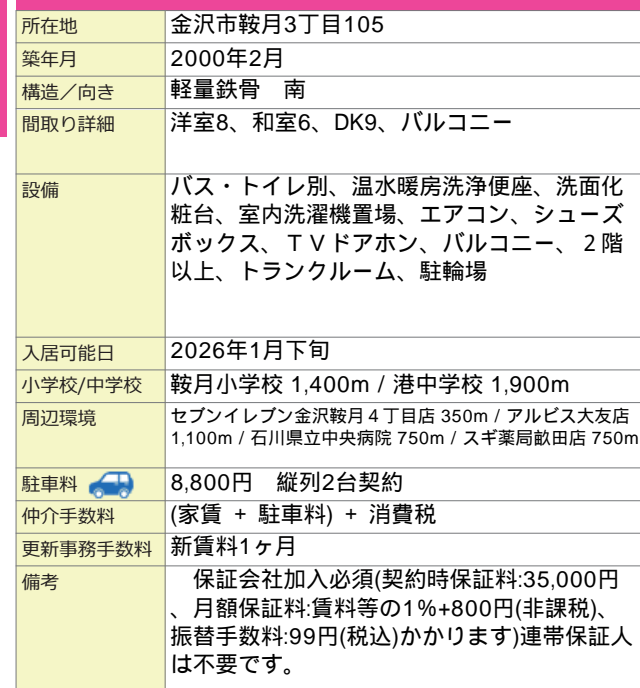 所在地 金沢市鞍月3丁目105
築年月 2000年2月
構造／向き 軽量鉄骨　南
間取り詳細 洋室8、和室6、DK9、バルコニー
設備 バス・トイレ別、温水暖房洗浄便座、洗面化
粧台、室内洗濯機置場、エアコン、シューズ
ボックス、ＴＶドアホン、バルコニー、２階
以上、トランクルーム、駐輪場
入居可能日 2026年1月下旬
小学校/中学校 鞍月小学校 1,400m / 港中学校 1,900m
周辺環境 セブンイレブン金沢鞍月４丁目店 350m / アルビス大友店
1,100m / 石川県立中央病院 750m / スギ薬局畝田店 750m
駐車料 8,800円　縦列2台契約
仲介手数料 (家賃 + 駐車料) + 消費税
更新事務手数料 新賃料1ヶ月
備考 保証会社加入必須(契約時保証料:35,000円
、月額保証料:賃料等の1%+800円(非課税)、
振替手数料:99円(税込)かかります)連帯保証人
は不要です。